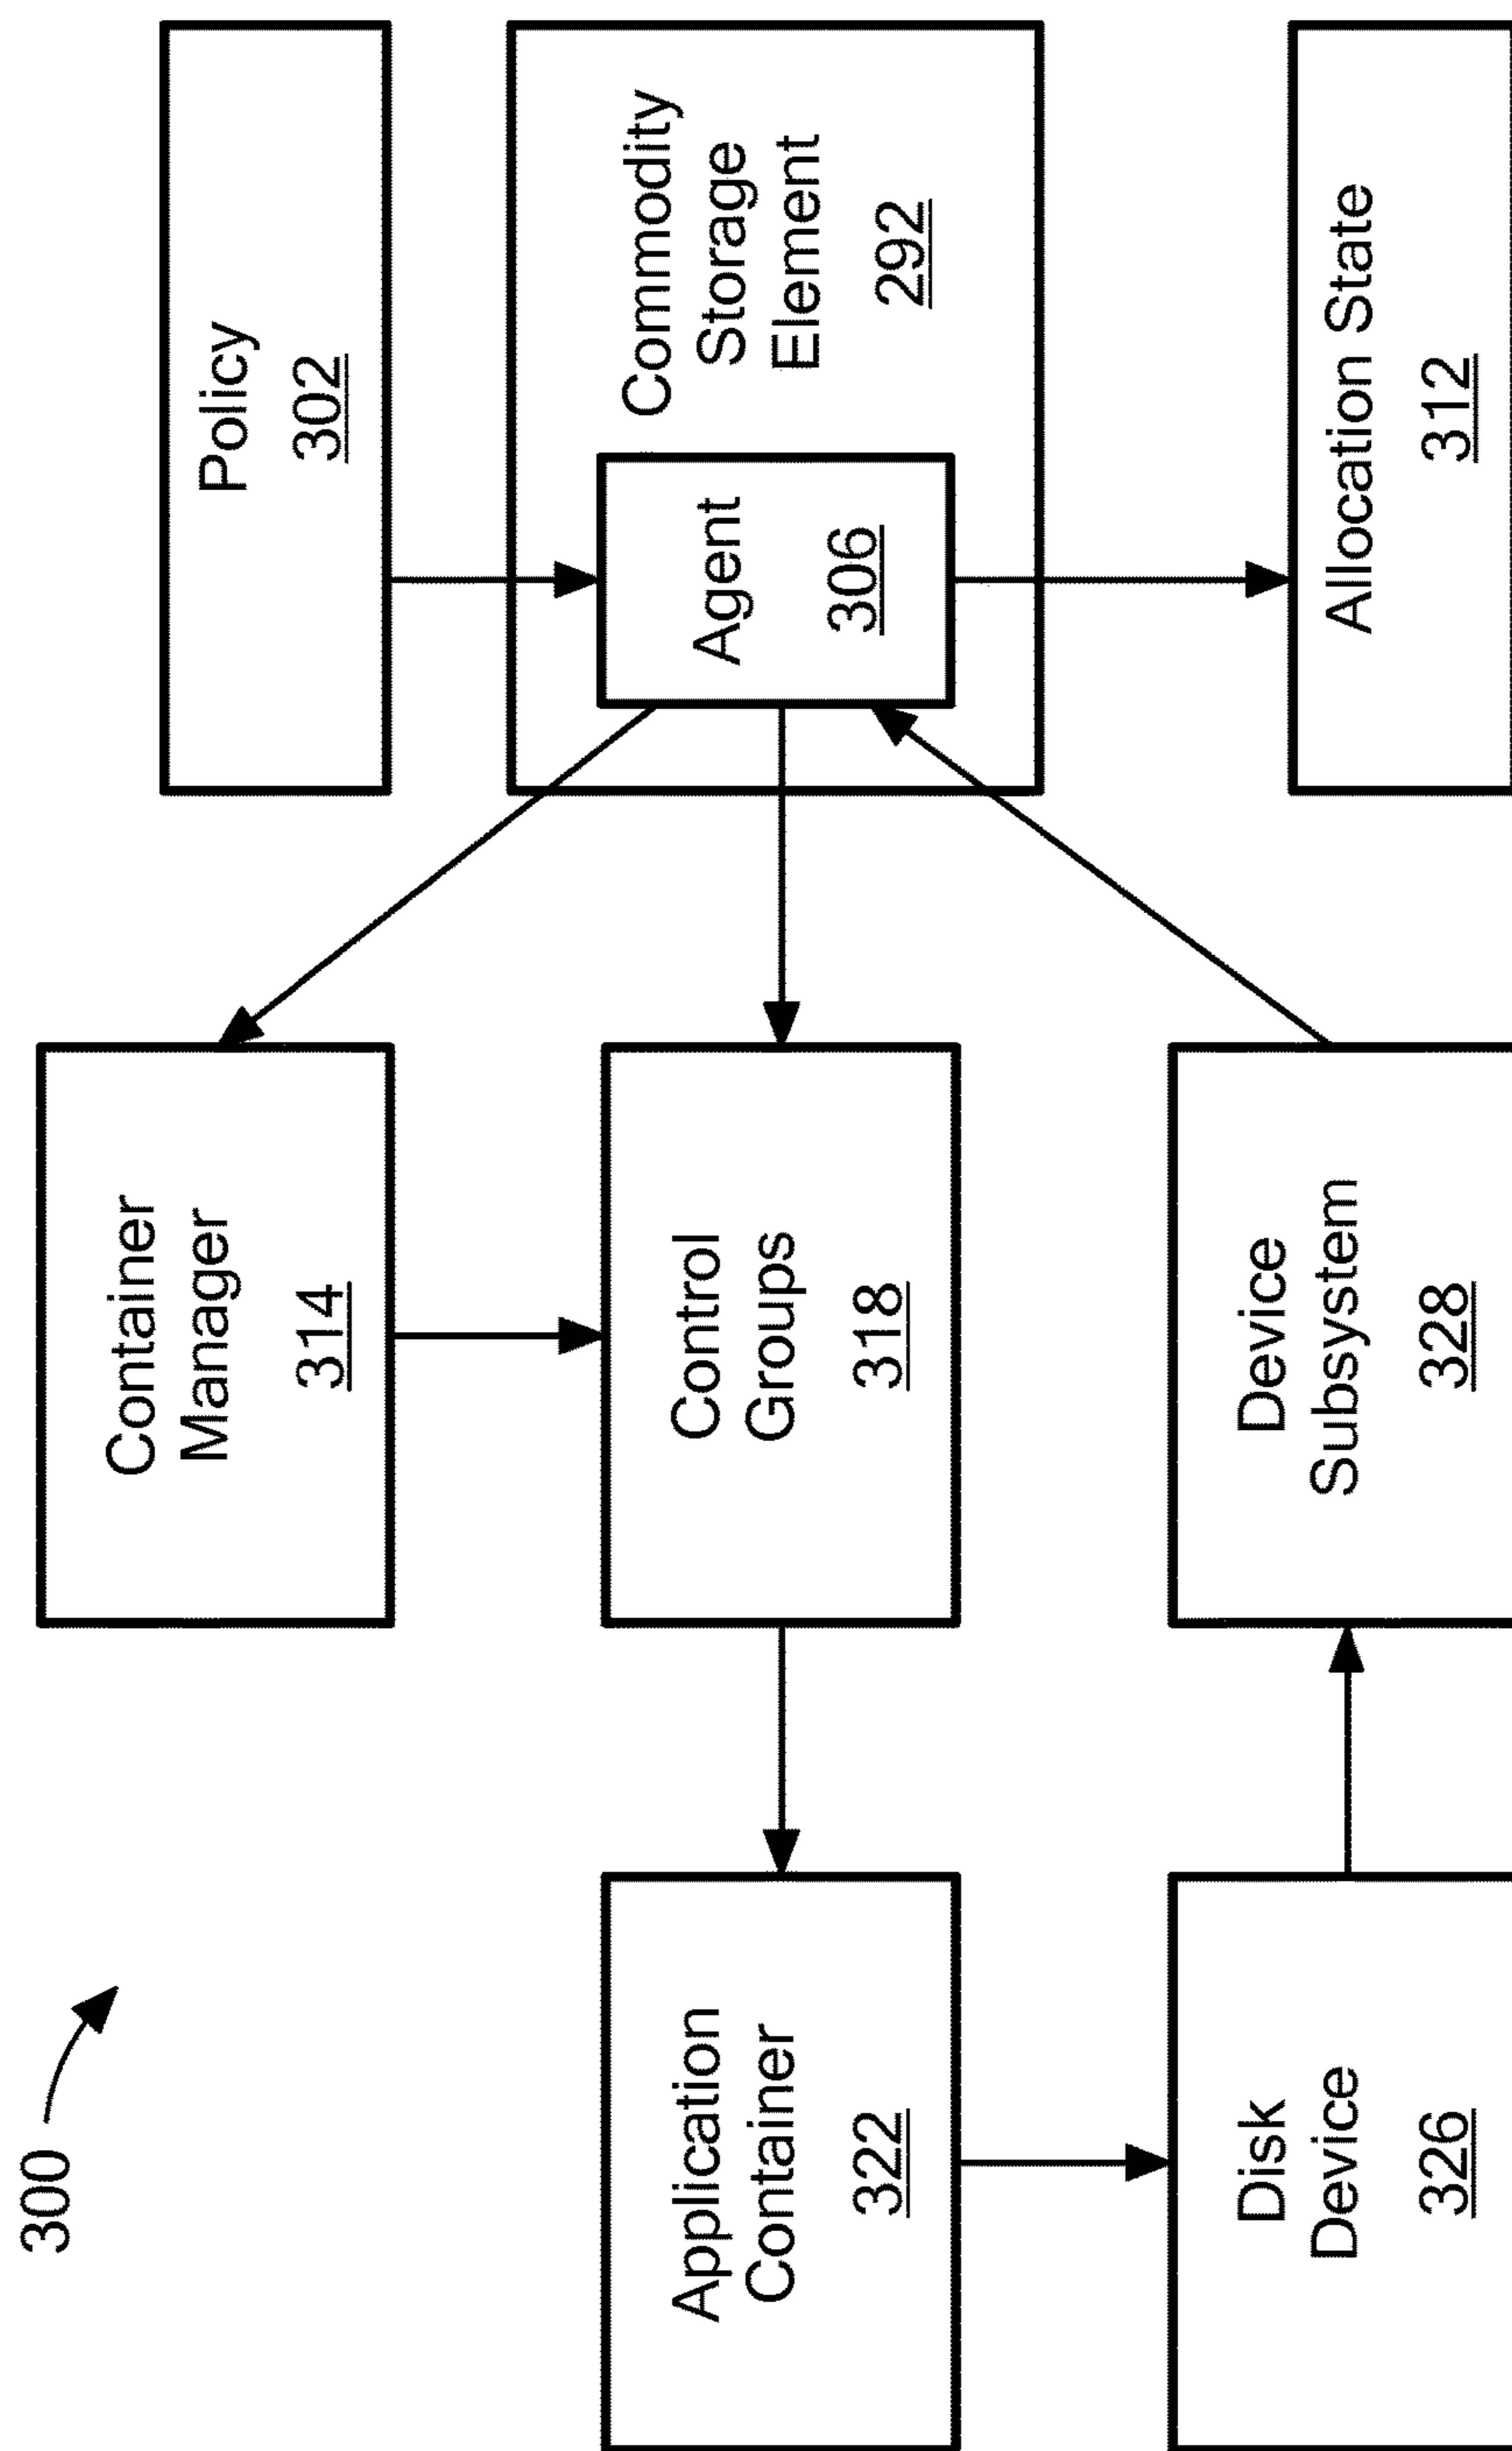 300
Container
Manager
314
Policy
302
Application
Container
322
Control
Groups
318
Agent
306
Commodity
Storage
Element
292
Disk
Device
326
Device
Subsystem
328
Allocation State
312